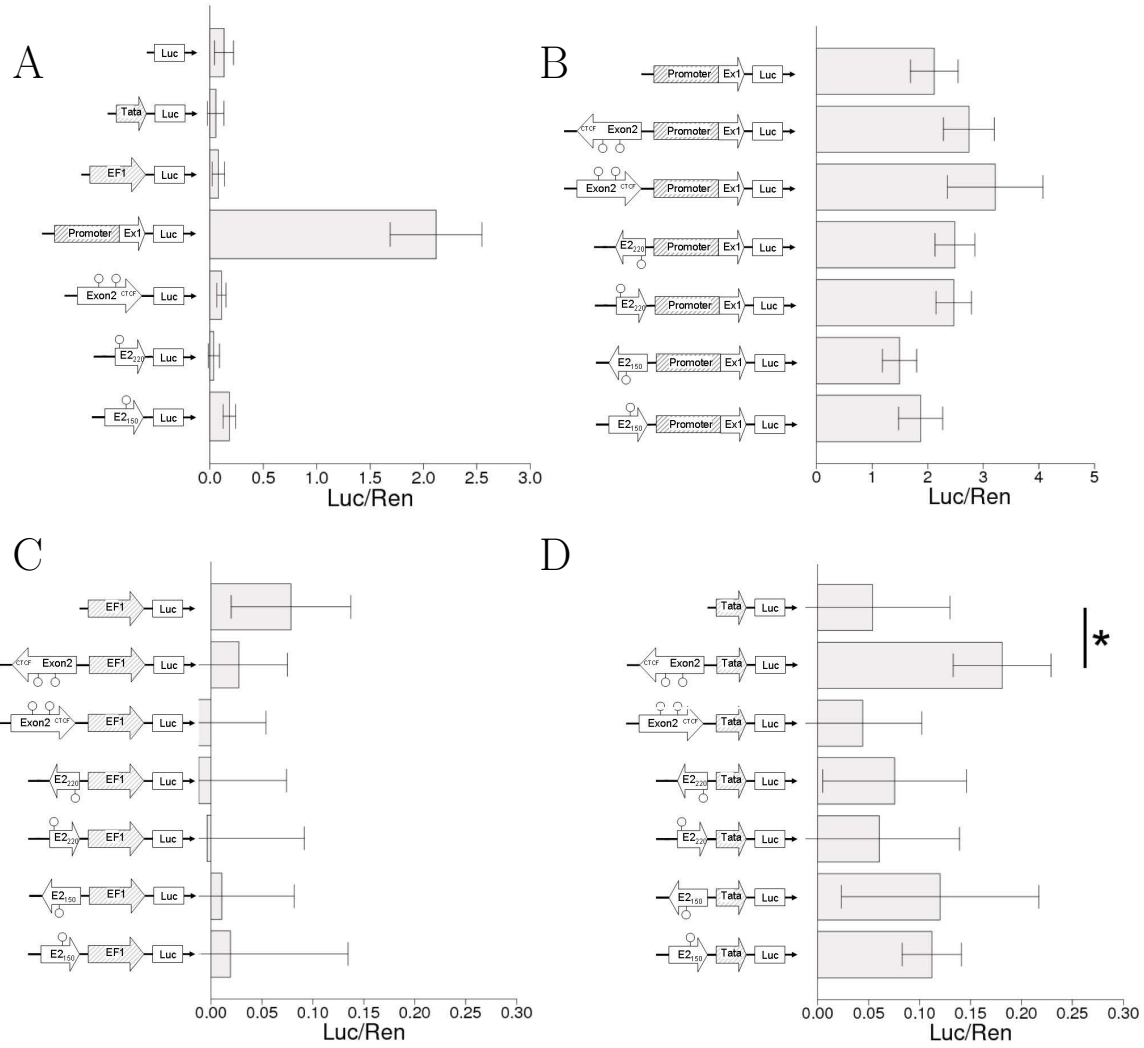 A
Luc
Tata Luc
EF1 Luc
Promoter Ex1 Luc
Exon2 CTCF Luc
E2220 Luc
E2150 Luc
0.0 0.5 1.0 1.5 2.0 2.5 3.0
Luc/Ren
B
Promoter Ex1 Luc
CTCF Exon2 Promoter Ex1 Luc
Exon2 CTCF Promoter Ex1 Luc
E2220 Promoter Ex1 Luc
E2220 Promoter Ex1 Luc
E2150 Promoter Ex1 Luc
E2150 Promoter Ex1 Luc
0 1 2 3 4 5
Luc/Ren
C
EF1 Luc
CTCF Exon2 EF1 Luc
Exon2 CTCF EF1 Luc
E2220 EF1 Luc
E2220 EF1 Luc
E2150 EF1 Luc
E2150 EF1 Luc
0.00 0.05 0.10 0.15 0.20 0.25 0.30
Luc/Ren
D
Tata Luc
*
CTCF Exon2 Tata Luc
Exon2 CTCF Tata Luc
E2220 Tata Luc
E2220 Tata Luc
E2150 Tata Luc
E2150 Tata Luc
0.00 0.05 0.10 0.15 0.20 0.25 0.30
Luc/Ren